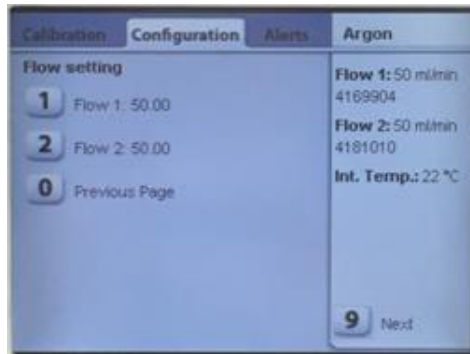 Calibration Configuration Alerts Argon
Flow setting
1 Flow 1: 50.00
2 Flow 2: 50.00
0 Previous Page
Flow 1: 50 ml/min
4169904
Flow 2: 50 ml/min
4181010
Int. Temp.: 22 °C
9 Next